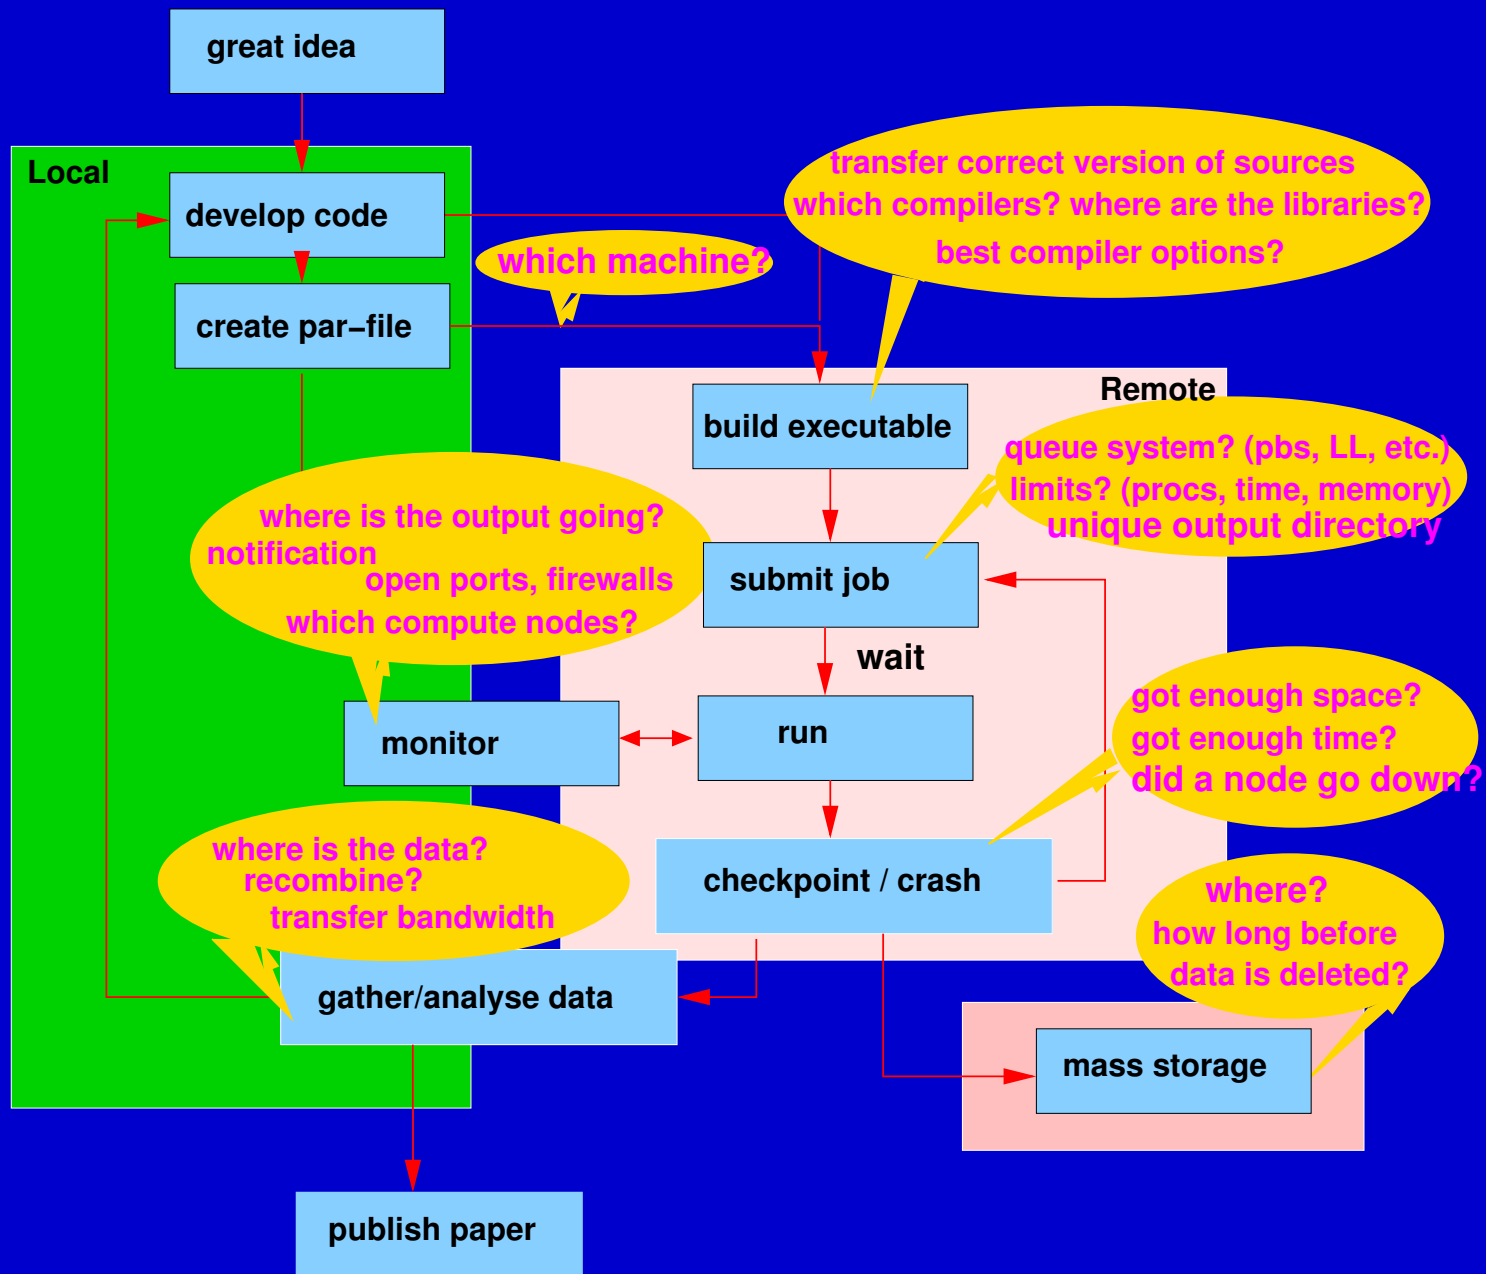 great idea
Local
develop code
create par−file
which machine?
transfer correct version of sources
which compilers? where are the libraries?
best compiler options?
Remote
build executable
queue system? (pbs, LL, etc.)
limits? (procs, time, memory)
unique output directory
where is the output going?
notification
open ports, firewalls
which compute nodes?
submit job
wait
monitor
run
got enough space?
got enough time?
did a node go down?
where is the data?
recombine?
transfer bandwidth
checkpoint / crash
where?
how long before
data is deleted?
gather/analyse data
mass storage
publish paper